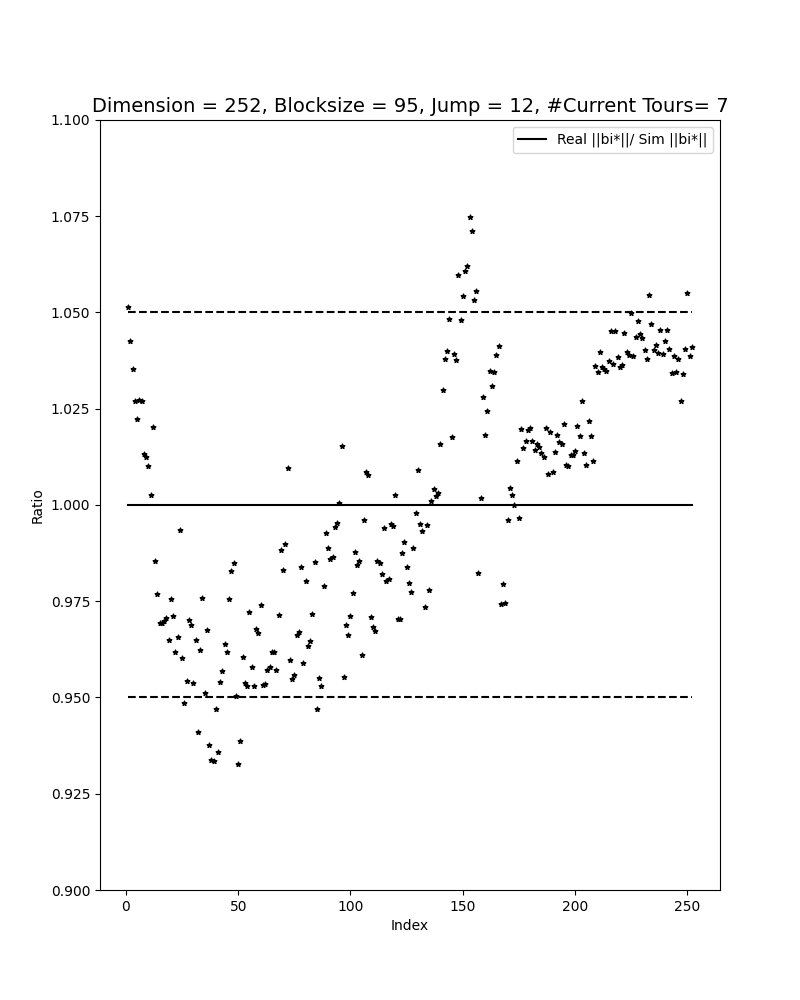 Dimension = 252, Blocksize = 95, Jump = 12, #Current Tours= 7
Real ||bi*||/ Sim ||bi*||
1.100
1.075
1.050
1.025
1.000
0.975
0.950
0.925
0.900
Ratio
0 50 100 150 200 250
Index